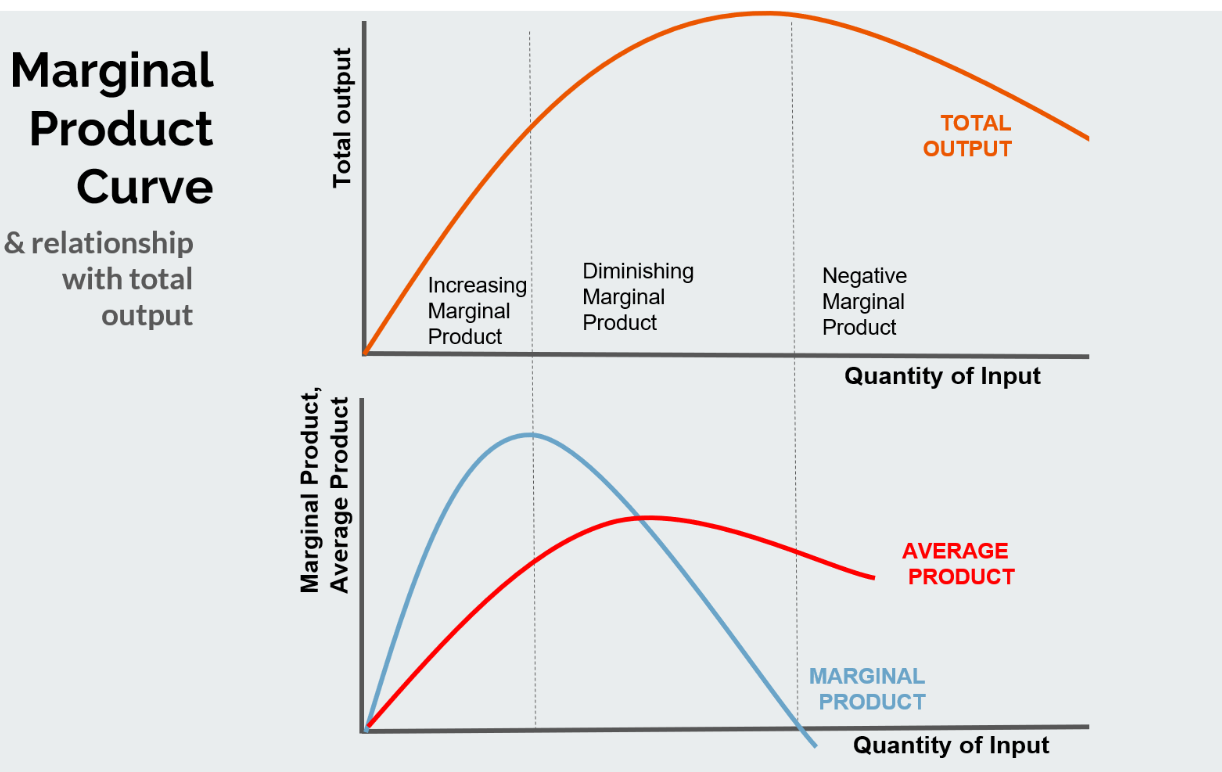 Marginal
Product
Curve
& relationship
with total
output
Total output
TOTAL
OUTPUT
Increasing
Marginal
Product
Diminishing
Marginal
Product
Negative
Marginal
Product
Quantity of Input
Marginal Product,
Average Product
AVERAGE
PRODUCT
MARGINAL
PRODUCT
Quantity of Input